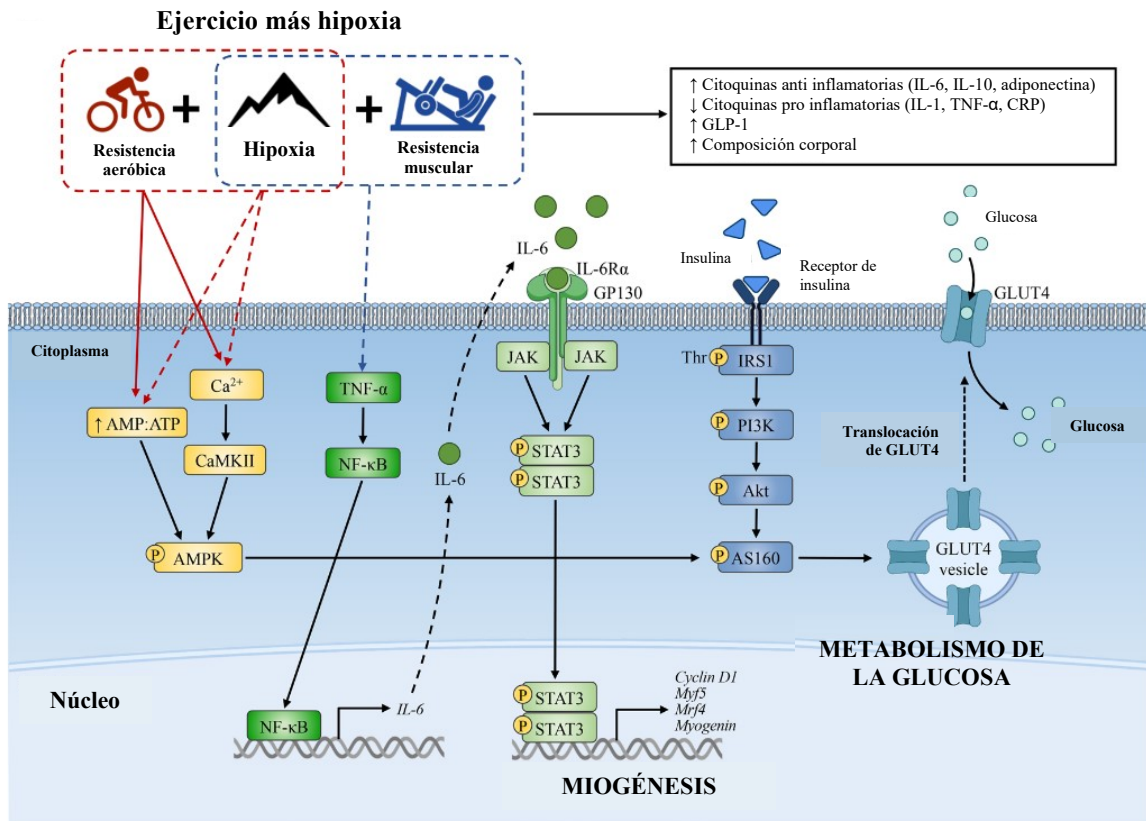 Ejercicio más hipoxia
Resistencia
aeróbica
+
Hipoxia
+
Resistencia
muscular
↑ Citoquinas anti inflamatorias (IL-6, IL-10, adiponectina)
↓ Citoquinas pro inflamatorias (IL-1, TNF-α, CRP)
↑ GLP-1
↑ Composición corporal
IL-6
IL-6Rα
GP130
Insulina
Receptor de
insulina
Glucosa
GLUT4
Citoplasma
JAK
JAK
Thr
P
IRS1
Ca²⁺
TNF-α
↑ AMP:ATP
P
PI3K
Translocación
de GLUT4
Glucosa
CaMKII
NF-κB
IL-6
P
STAT3
P
STAT3
P
Akt
P
AMPK
P
AS160
GLUT4
vesicle
METABOLISMO DE
LA GLUCOSA
Núcleo
NF-κB
IL-6
P
STAT3
P
STAT3
Cyclin D1
Myf5
Mrf4
Myogenin
MIOGÉNESIS